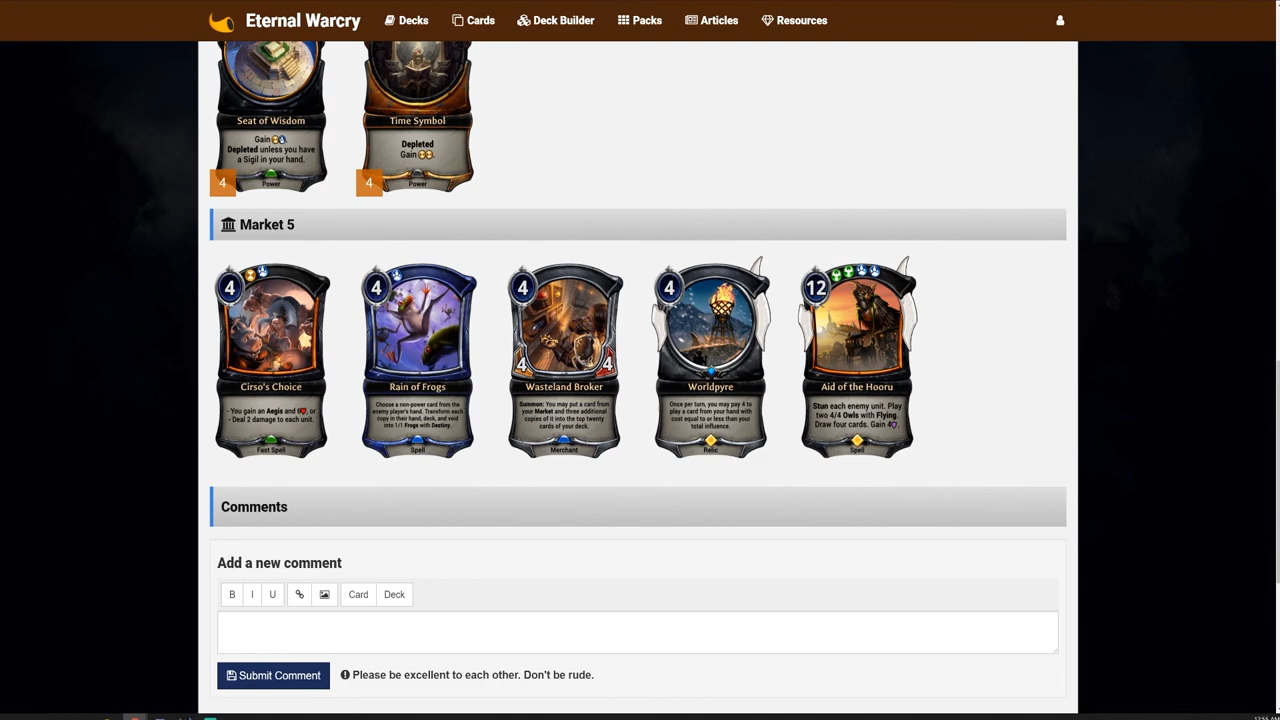 Eternal Warcry
Decks
Cards
Deck Builder
Packs
Articles
Resources
Seat of Wisdom
Gain
Depleted unless you have
a Sigil in your hand.
Power
4
Time Symbol
Depleted
Gain
Power
4
Market 5
4
Cirso's Choice
- You gain an Aegis and 6, or
- Deal 2 damage to each unit.
Fast Spell
4
Rain of Frogs
Choose a non-power card from the
enemy player's hand. Transform each
copy in their hand, deck, and void
into 1/1 Frogs with Destiny.
Spell
4
4
4
Wasteland Broker
Summon: You may put a card from
your Market and three additional
copies of it into the top twenty
cards of your deck.
Merchant
4
Worldpyre
Once per turn, you may pay 4 to
play a card from your hand with
cost equal to or less than your
total influence.
Relic
12
Aid of the Hooru
Stun each enemy unit. Play
two 4/4 Owls with Flying.
Draw four cards. Gain 4
Spell
Comments
Add a new comment
B
I
U
Card
Deck
Submit Comment
Please be excellent to each other. Don't be rude.